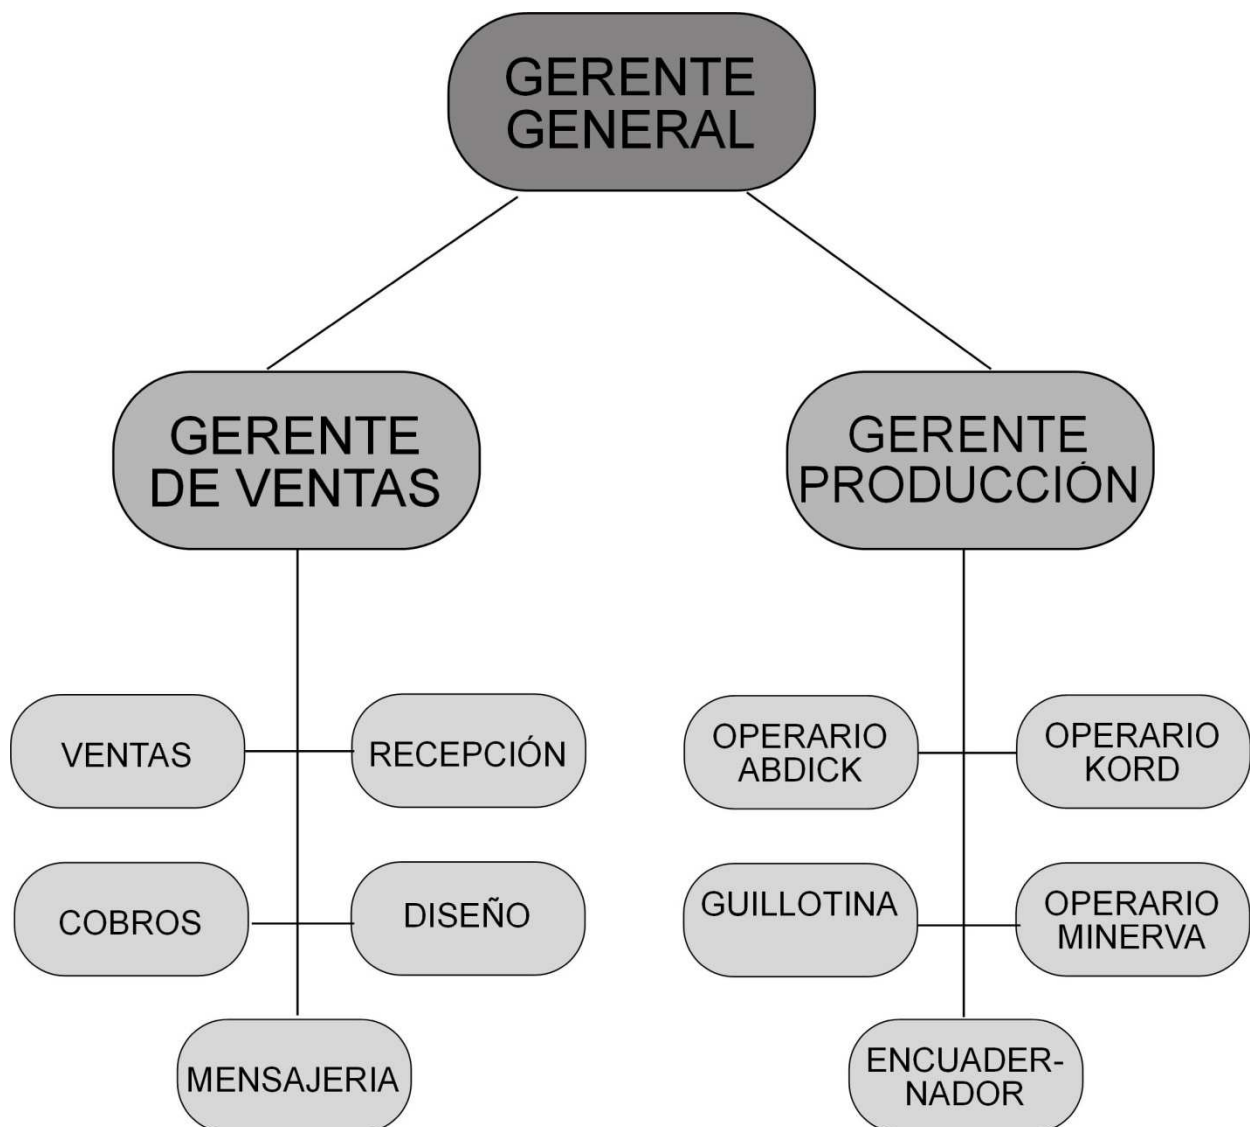 GERENTE
GENERAL
GERENTE
DE VENTAS
GERENTE
PRODUCCIÓN
VENTAS
RECEPCIÓN
OPERARIO
ABDICK
OPERARIO
KORD
COBROS
DISEÑO
GUILLOTINA
OPERARIO
MINERVA
MENSAJERIA
ENCUADER-
NADOR